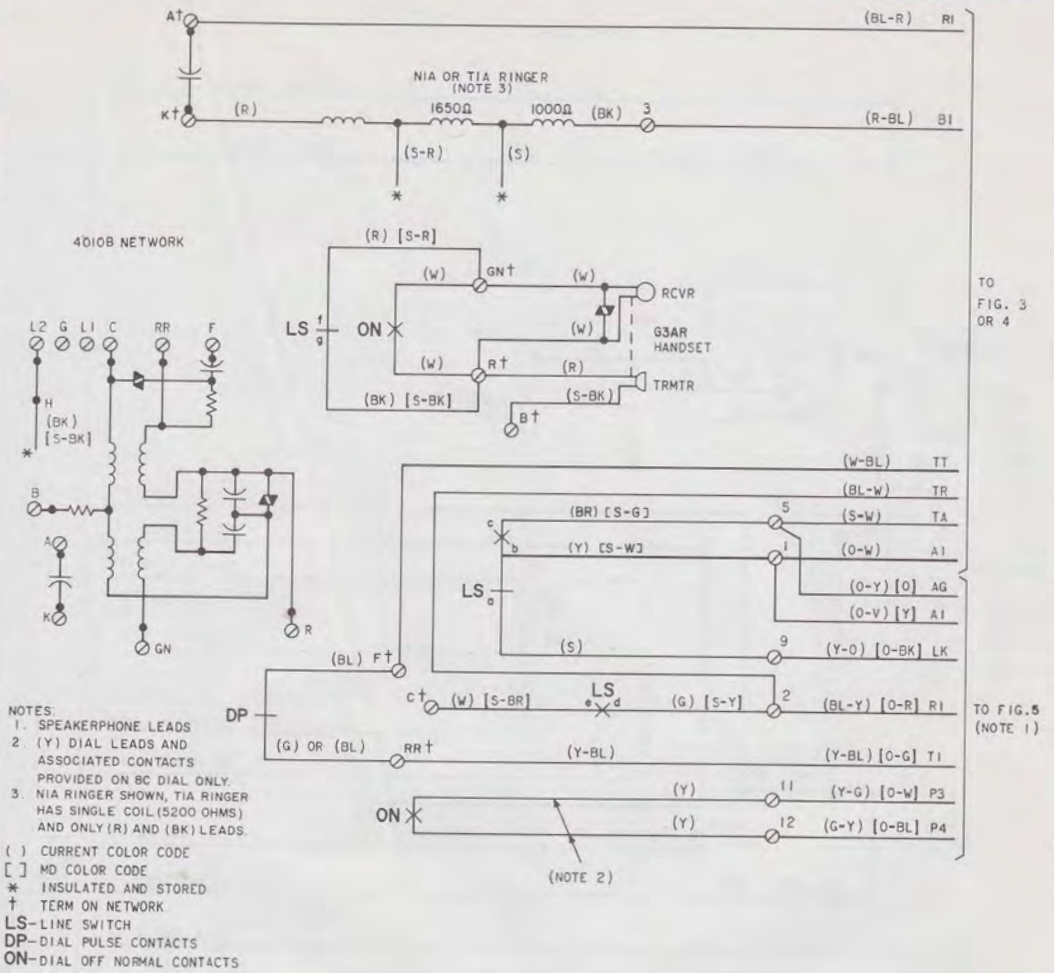 A† (BL-R) R1
N1A OR T1A RINGER
(NOTE 3)
K† (R) 1650Ω 1000Ω (BK) 3 (R-BL) B1
(S-R) (S)
* *
4010B NETWORK
(R) [S-R]
TO
FIG. 3
OR 4
(W) GN† (W) RCVR
LS f g ON (W) G3AR
HANDSET
L2 G L1 C RR F
(W) R† (R) TRMTR
(BK) [S-BK] (S-BK)
B†
H
(BK)
[S-BK]
*
(W-BL) TT
(BL-W) TR
B
c (BR) [S-G] 5 (S-W) TA
b (Y) [S-W] 1 (O-W) A1
A
LS a (O-Y) [O] AG
(O-V) [Y] A1
K
R
GN (S) 9 (Y-O) [O-BK] LK
(BL) F†
C† (W) [S-BR] LS e d (G) [S-Y] 2 (BL-Y) [O-R] R1
TO FIG.5
(NOTE 1)
DP
(G) OR (BL) RR† (Y-BL) (Y-BL) [O-G] T1
(Y) 11 (Y-G) [O-W] P3
ON
(Y) 12 (G-Y) [O-BL] P4
(NOTE 2)
NOTES:
1. SPEAKERPHONE LEADS
2. (Y) DIAL LEADS AND
ASSOCIATED CONTACTS
PROVIDED ON 8C DIAL ONLY.
3. N1A RINGER SHOWN, T1A RINGER
HAS SINGLE COIL (5200 OHMS)
AND ONLY (R) AND (BK) LEADS.
( ) CURRENT COLOR CODE
[ ] MD COLOR CODE
* INSULATED AND STORED
† TERM ON NETWORK
LS-LINE SWITCH
DP-DIAL PULSE CONTACTS
ON-DIAL OFF NORMAL CONTACTS